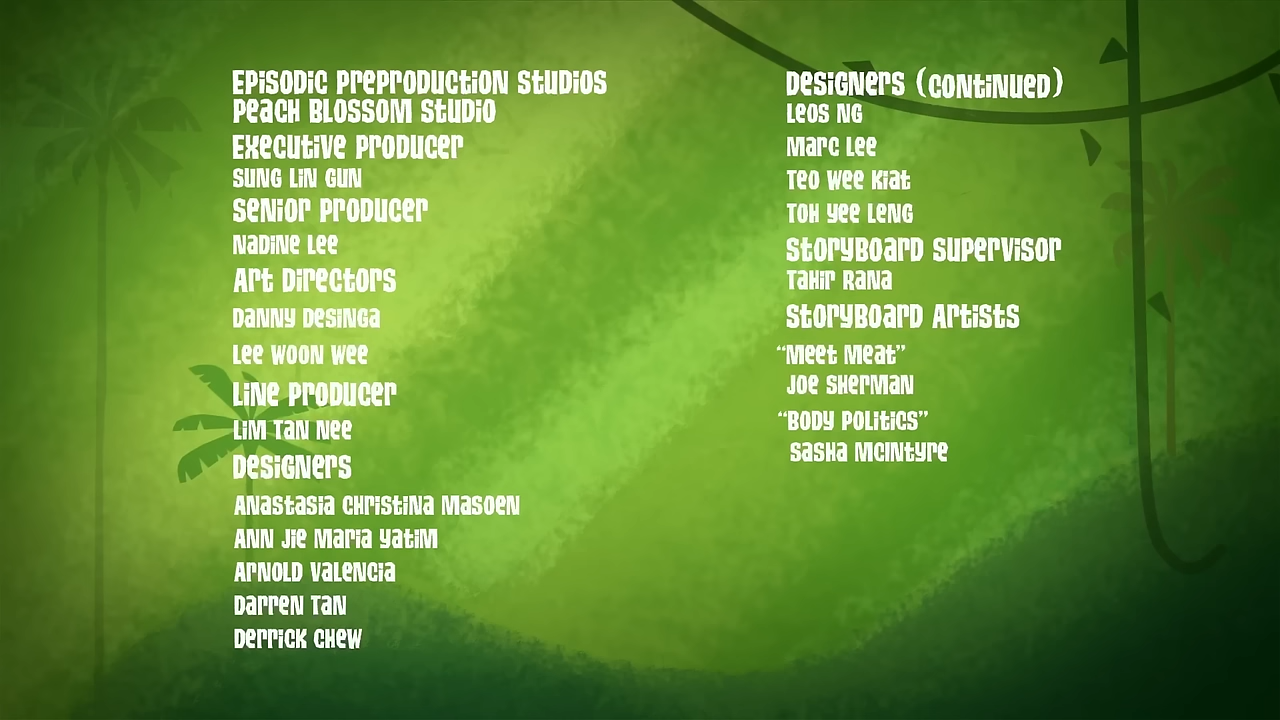 Episodic Preproduction Studios
Peach Blossom Studio
Executive Producer
Sung Lin Gun
Senior Producer
Nadine Lee
Art Directors
Danny Desinga
Lee Woon Wee
Line Producer
Lim Tan Nee
Designers
Anastasia Christina Masoen
Ann Jie Maria Yatim
Arnold Valencia
Darren Tan
Derrick Chew
Designers (continued)
Leos Ng
Marc Lee
Teo Wee Kiat
Toh Yee Leng
Storyboard Supervisor
Tahir Rana
Storyboard Artists
“Meet Meat”
Joe Sherman
“Body Politics”
Sasha McIntyre